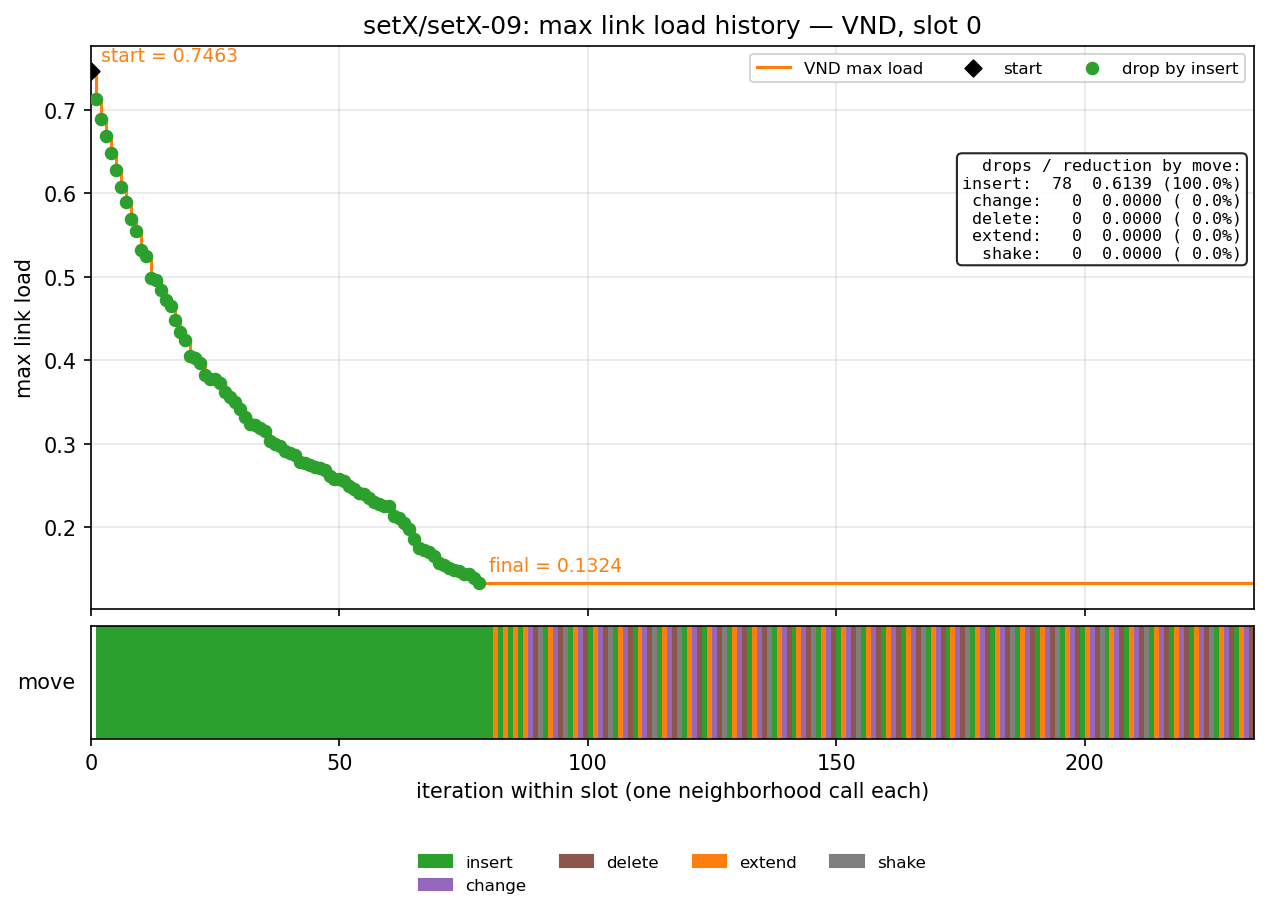 setX/setX-09: max link load history — VND, slot 0
start = 0.7463
VND max load
start
drop by insert
drops / reduction by move:
insert:  78  0.6139 (100.0%)
change:   0  0.0000 (  0.0%)
delete:   0  0.0000 (  0.0%)
extend:   0  0.0000 (  0.0%)
shake:   0  0.0000 (  0.0%)
max link load
0.7
0.6
0.5
0.4
0.3
0.2
final = 0.1324
move
0
50
100
150
200
iteration within slot (one neighborhood call each)
insert
delete
extend
shake
change